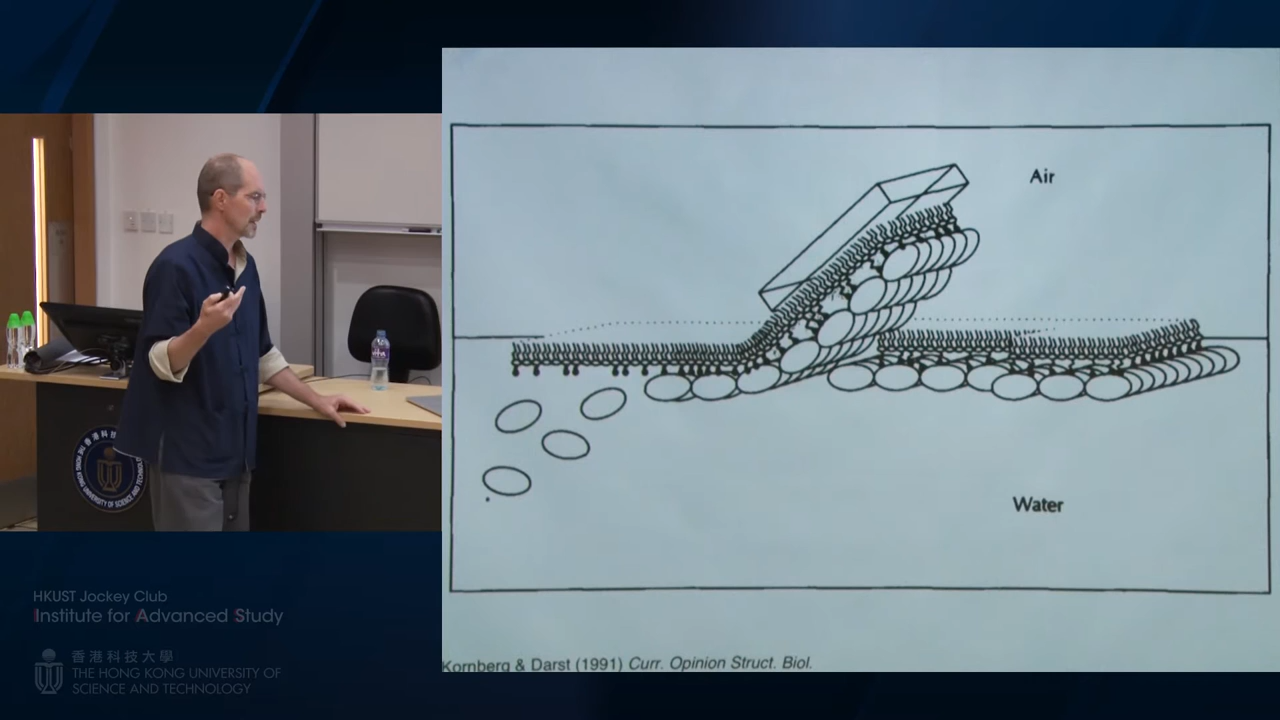 Air
Water
Kornberg & Darst (1991) Curr. Opinion Struct. Biol.
HKUST Jockey Club
Institute for Advanced Study
香港科技大學
THE HONG KONG UNIVERSITY OF
SCIENCE AND TECHNOLOGY